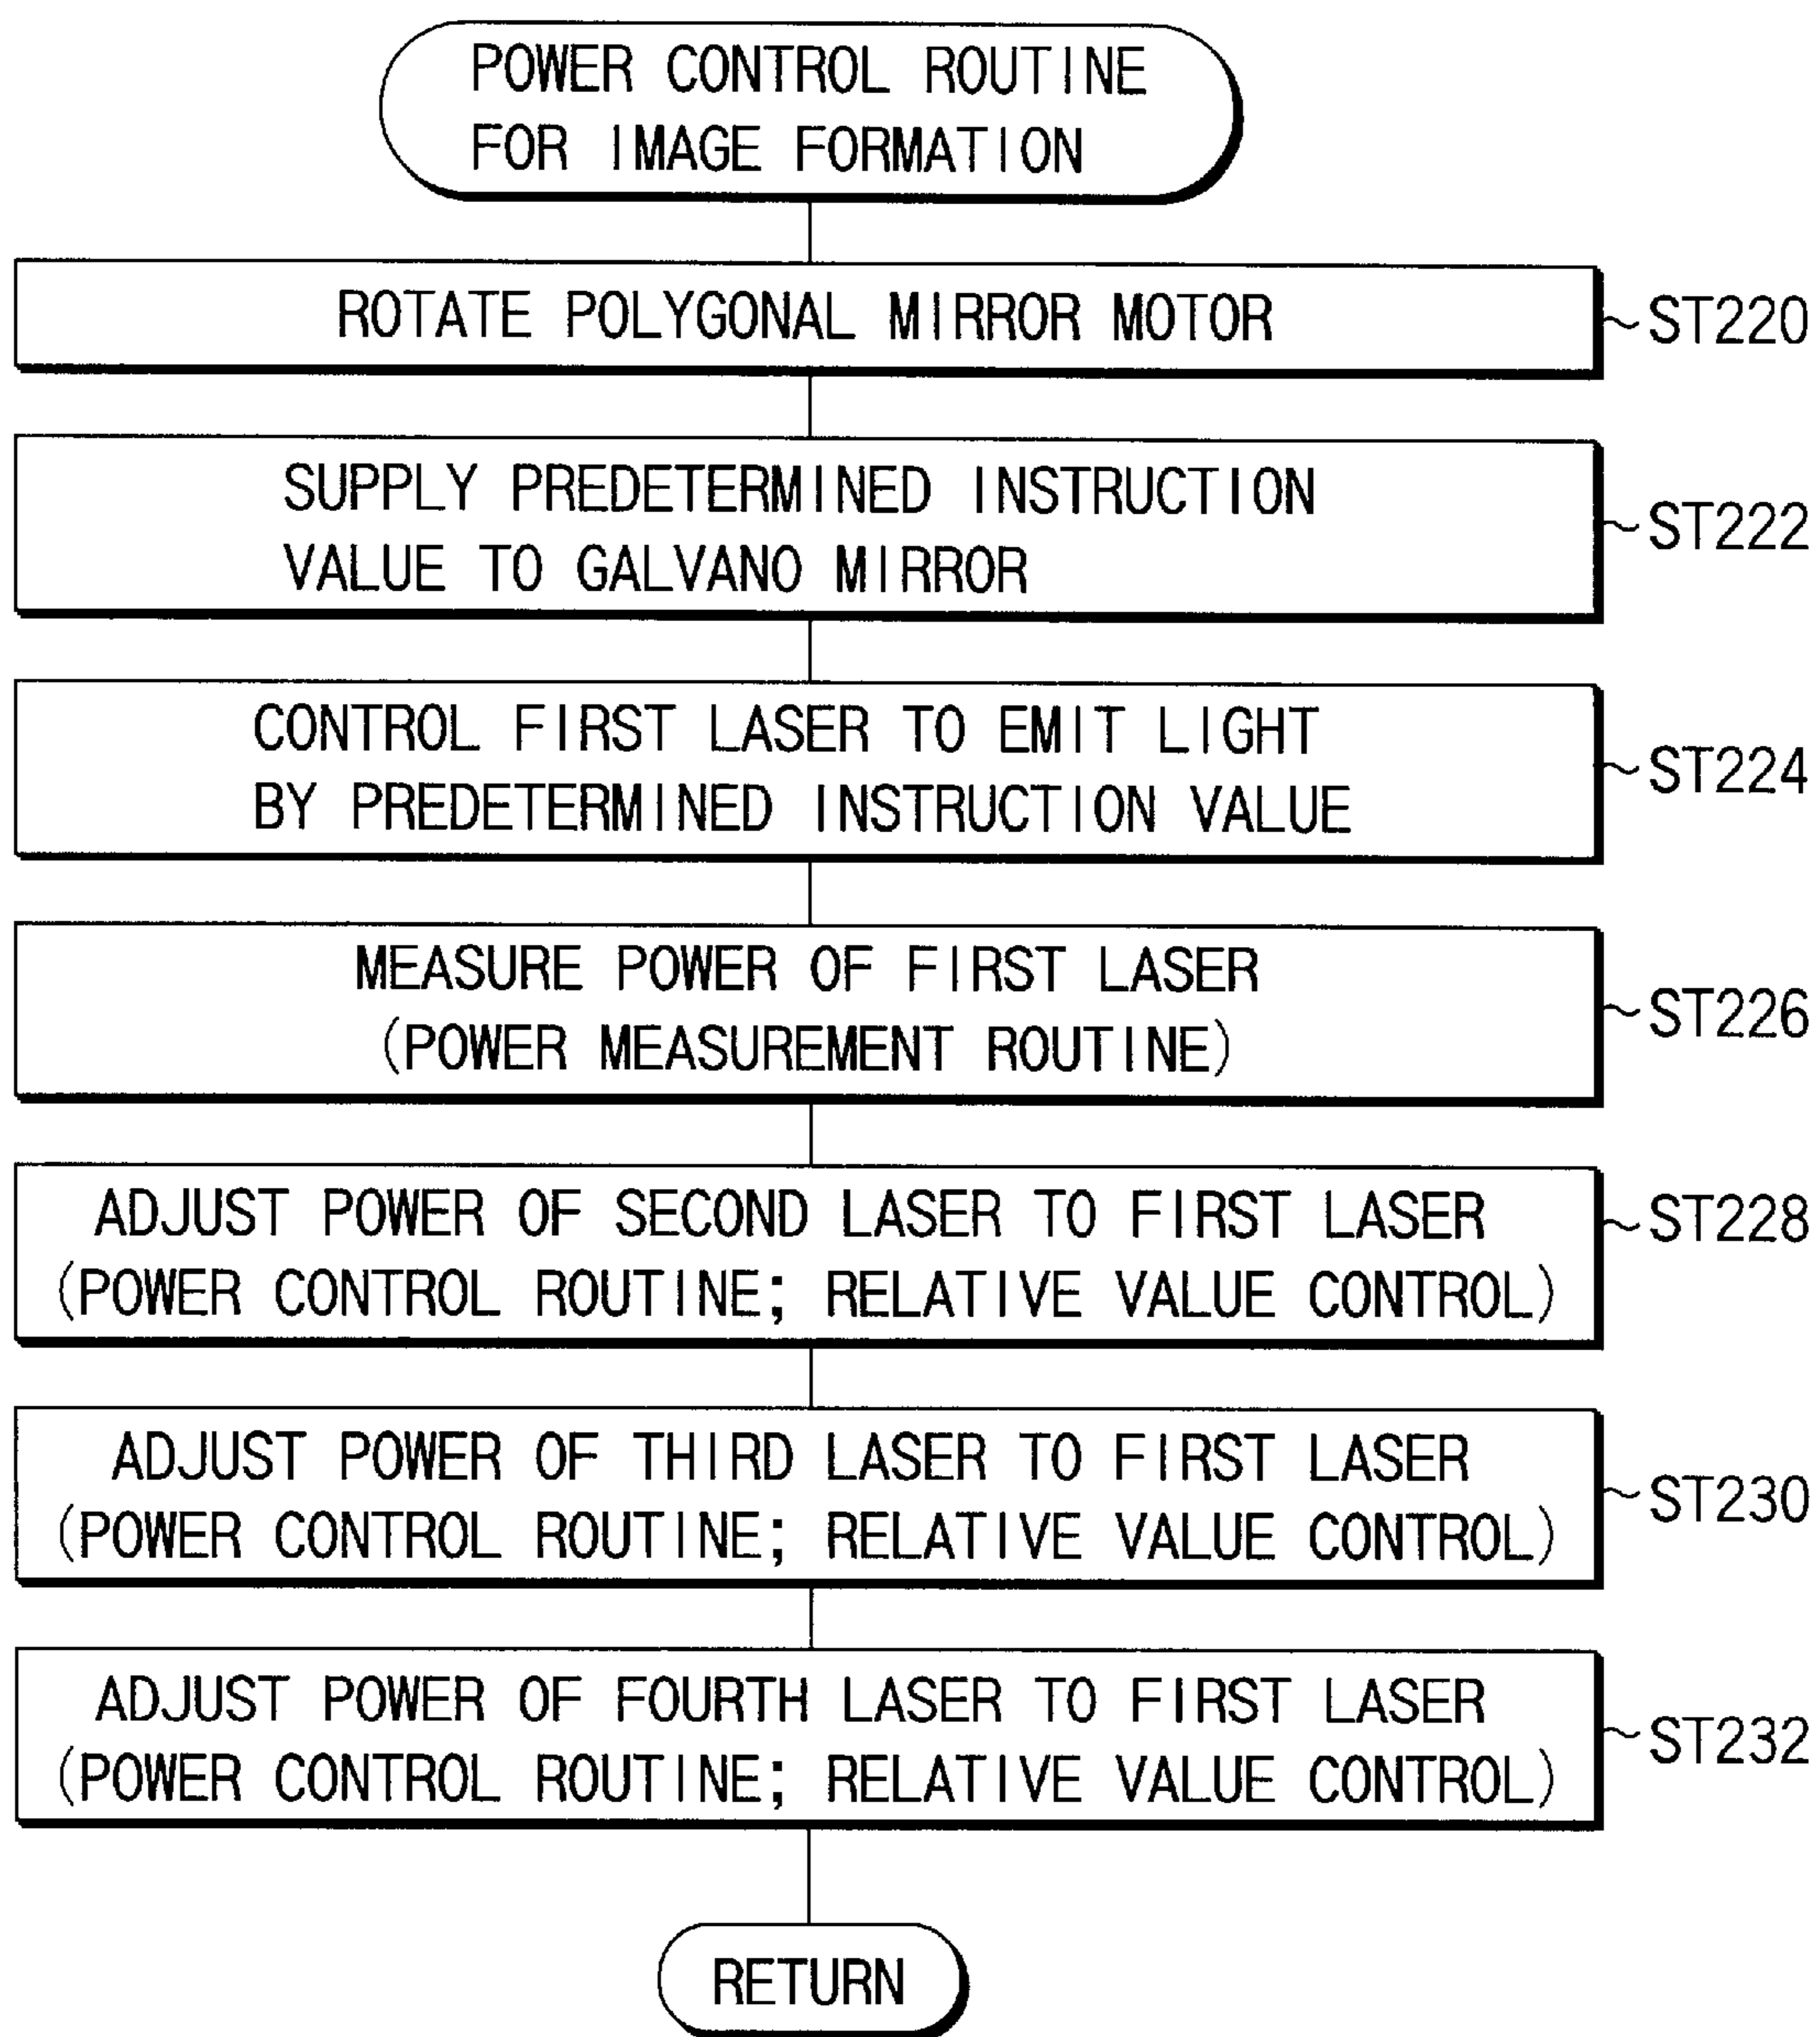 POWER CONTROL ROUTINE
FOR IMAGE FORMATION
ROTATE POLYGONAL MIRROR MOTOR
~ST220
SUPPLY PREDETERMINED INSTRUCTION
VALUE TO GALVANO MIRROR
~ST222
CONTROL FIRST LASER TO EMIT LIGHT
BY PREDETERMINED INSTRUCTION VALUE
~ST224
MEASURE POWER OF FIRST LASER
(POWER MEASUREMENT ROUTINE)
~ST226
ADJUST POWER OF SECOND LASER TO FIRST LASER
(POWER CONTROL ROUTINE; RELATIVE VALUE CONTROL)
~ST228
ADJUST POWER OF THIRD LASER TO FIRST LASER
(POWER CONTROL ROUTINE; RELATIVE VALUE CONTROL)
~ST230
ADJUST POWER OF FOURTH LASER TO FIRST LASER
(POWER CONTROL ROUTINE; RELATIVE VALUE CONTROL)
~ST232
RETURN